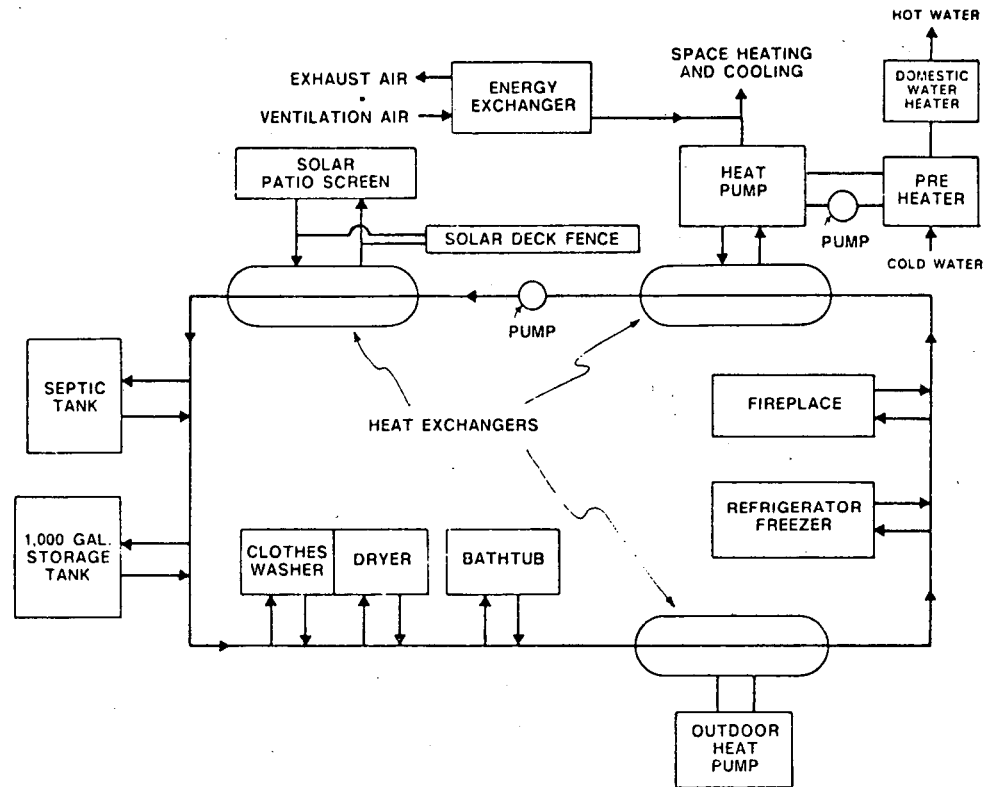 HOT WATER
SPACE HEATING
AND COOLING
EXHAUST AIR
VENTILATION AIR
ENERGY
EXCHANGER
DOMESTIC
WATER
HEATER
SOLAR
PATIO SCREEN
HEAT
PUMP
PRE
HEATER
PUMP
SOLAR DECK FENCE
COLD WATER
PUMP
SEPTIC
TANK
FIREPLACE
HEAT EXCHANGERS
REFRIGERATOR
FREEZER
1,000 GAL.
STORAGE
TANK
CLOTHES
WASHER
DRYER
BATHTUB
OUTDOOR
HEAT
PUMP